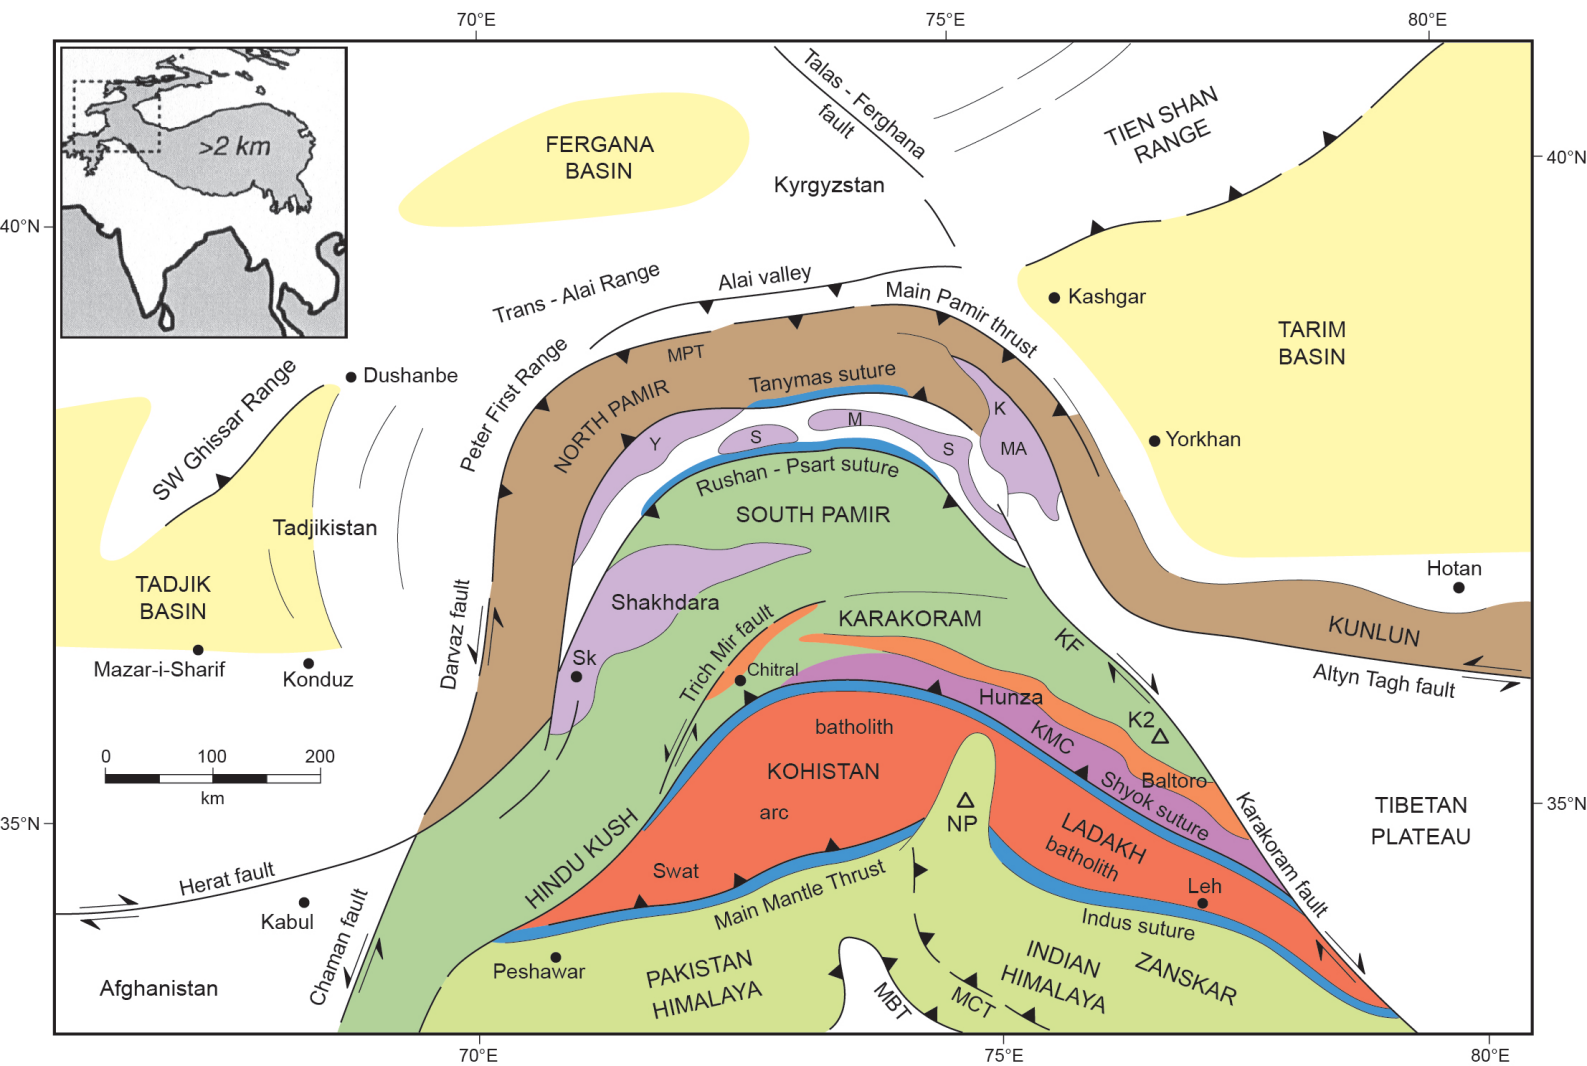 70°E
75°E
80°E
>2 km
Talas - Ferghana
fault
TIEN SHAN
RANGE
40°N
FERGANA
BASIN
Kyrgyzstan
40°N
Trans - Alai Range
Alai valley
Main Pamir thrust
Kashgar
TARIM
BASIN
Peter First Range
MPT
Dushanbe
SW Ghissar Range
NORTH PAMIR
Tanymas suture
K
M
Y
S
S
MA
Yorkhan
Rushan - Psart suture
SOUTH PAMIR
Tadjikistan
TADJIK
BASIN
Hotan
Shakhdara
Darvaz fault
Trich Mir fault
KARAKORAM
KF
KUNLUN
Altyn Tagh fault
Mazar-i-Sharif
Konduz
Sk
Chitral
Hunza
K2
batholith
KMC
KOHISTAN
Baltoro
Shyok suture
0
100
200
km
arc
NP
LADAKH
batholith
Karakoram fault
TIBETAN
PLATEAU
35°N
35°N
HINDU KUSH
Swat
Leh
Herat fault
Kabul
Main Mantle Thrust
Indus suture
Chaman fault
Peshawar
PAKISTAN
HIMALAYA
INDIAN
HIMALAYA
ZANSKAR
Afghanistan
MBT
MCT
70°E
75°E
80°E